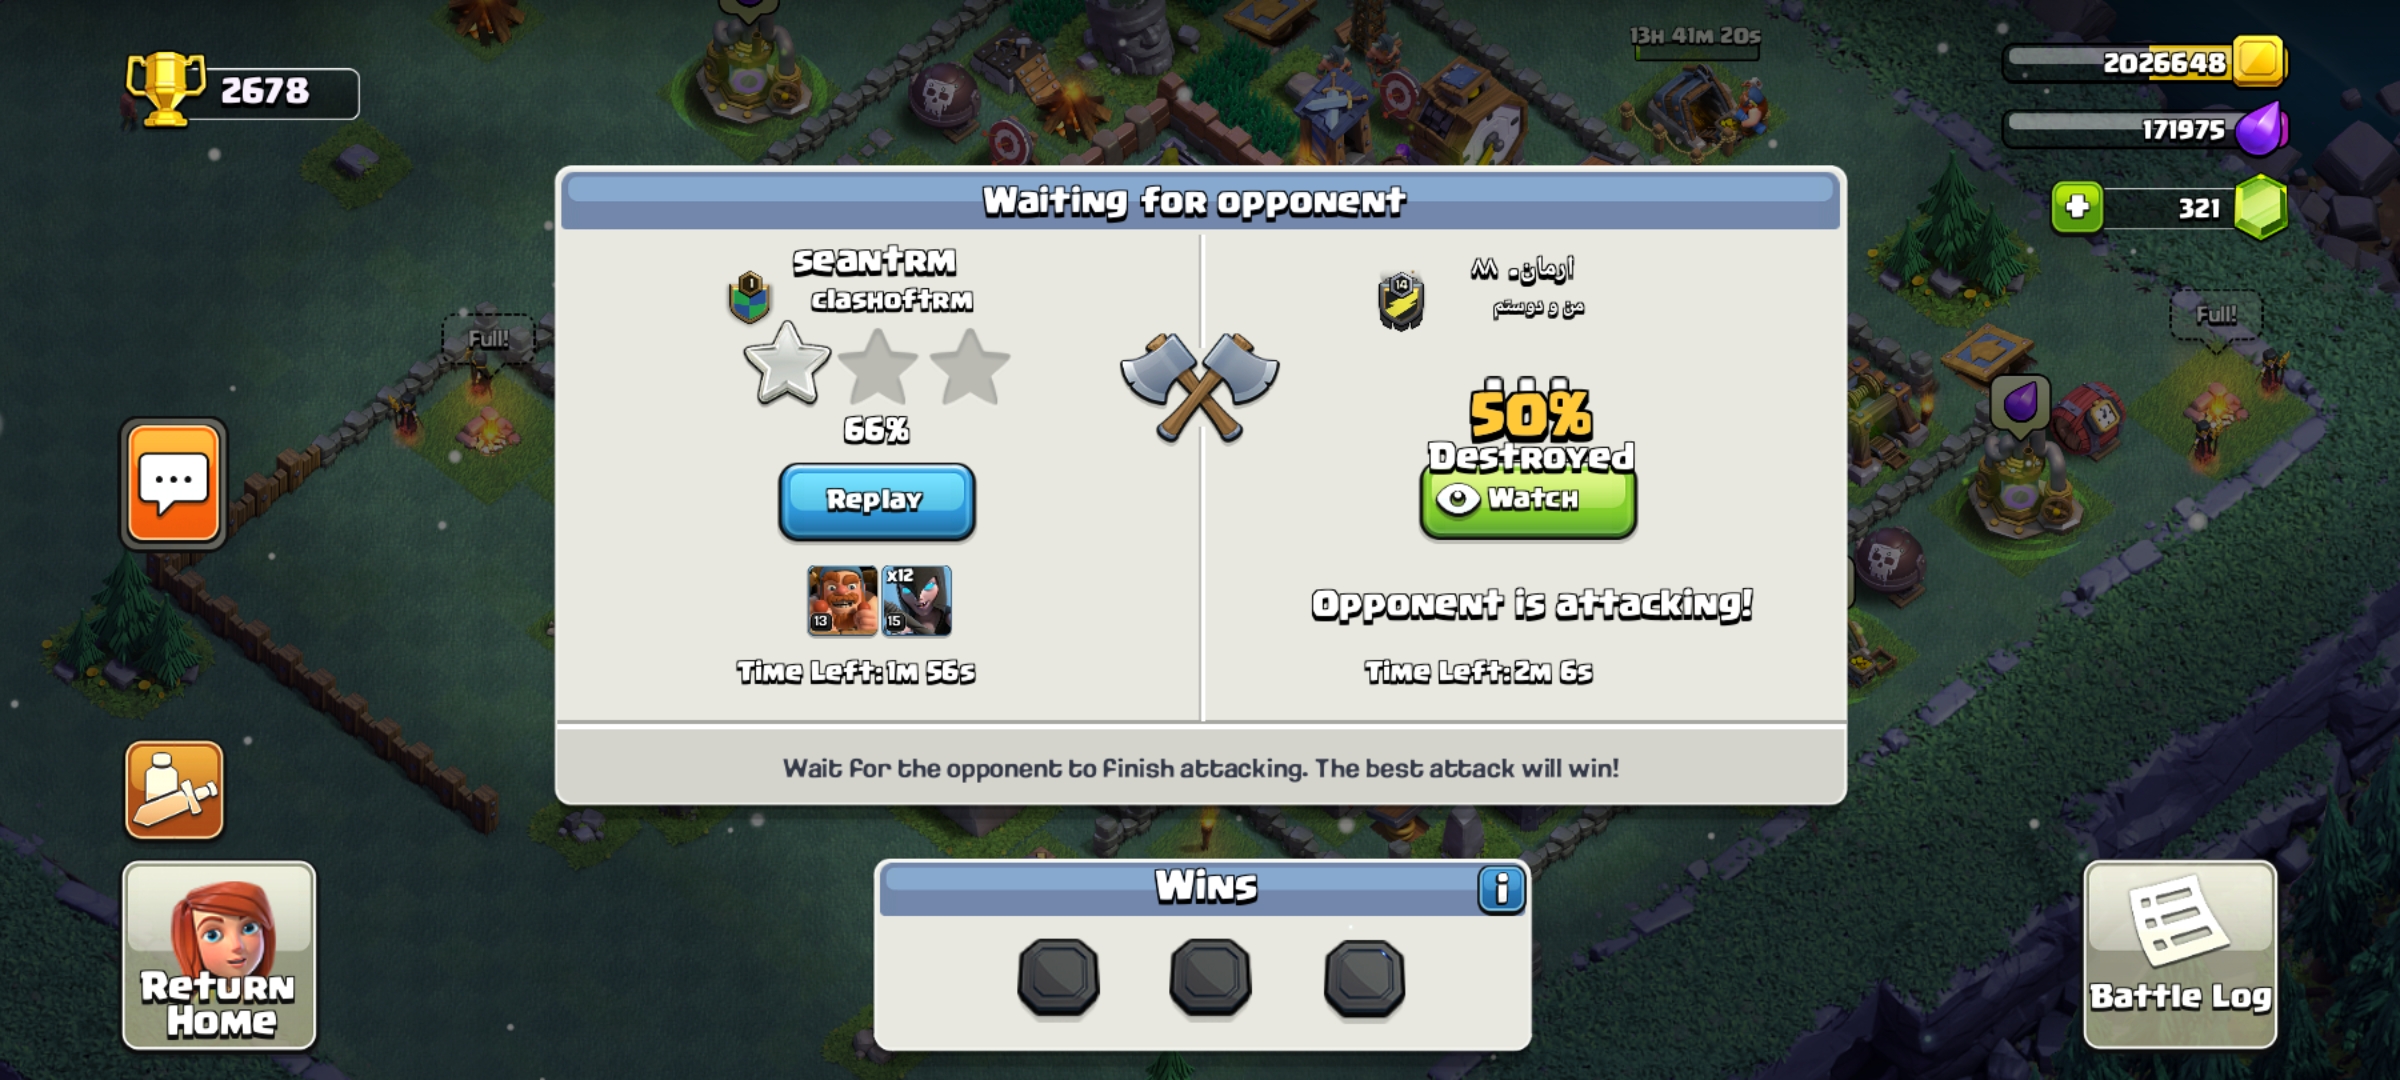 2678
13H 41M 20s
2026648
171975
321
Full!
Full!
Waiting for opponent
seantrm
1
clashoftrm
66%
Replay
13
x12
15
Time Left:1m 56s
ارمان۔ ۸۸
14
من و دوستم
50%
Destroyed
Watch
Opponent is attacking!
Time Left:2m 6s
Wait for the opponent to finish attacking. The best attack will win!
Wins
i
Return
Home
Battle Log